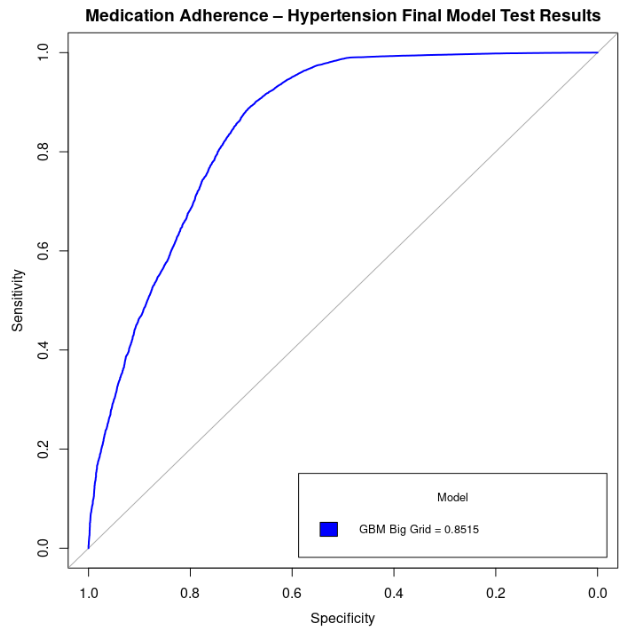 Medication Adherence – Hypertension Final Model Test Results
1.0
0.8
0.6
0.4
0.2
0.0
Sensitivity
Model
GBM Big Grid = 0.8515
1.0 0.8 0.6 0.4 0.2 0.0
Specificity